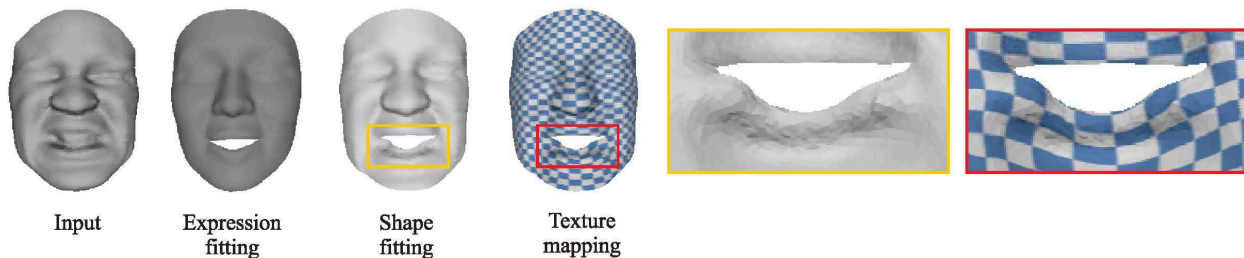 Input
Expression
fitting
Shape
fitting
Texture
mapping